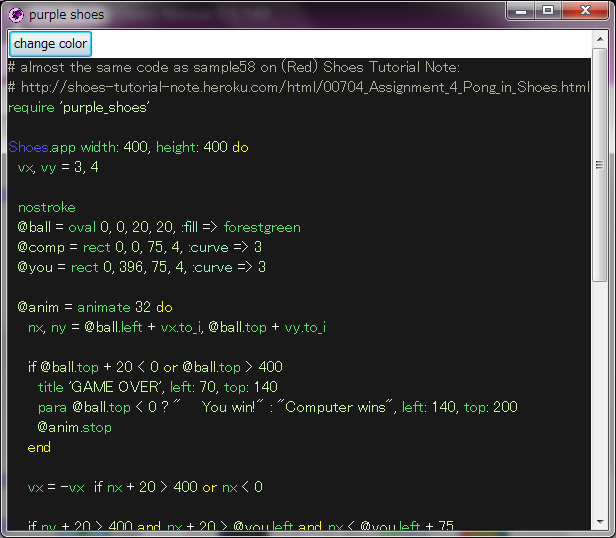 purple shoes
change color
# almost the same code as sample58 on (Red) Shoes Tutorial Note:
# http://shoes-tutorial-note.heroku.com/html/00704_Assignment_4_Pong_in_Shoes.html
require 'purple_shoes'
Shoes.app width: 400, height: 400 do
vx, vy = 3, 4
nostroke
@ball = oval 0, 0, 20, 20, :fill => forestgreen
@comp = rect 0, 0, 75, 4, :curve => 3
@you = rect 0, 396, 75, 4, :curve => 3
@anim = animate 32 do
nx, ny = @ball.left + vx.to_i, @ball.top + vy.to_i
if @ball.top + 20 < 0 or @ball.top > 400
title 'GAME OVER', left: 70, top: 140
para @ball.top < 0 ? "     You win!" : "Computer wins", left: 140, top: 200
@anim.stop
end
vx = -vx  if nx + 20 > 400 or nx < 0
if ny + 20 > 400 and nx + 20 > @you.left and nx < @you.left + 75